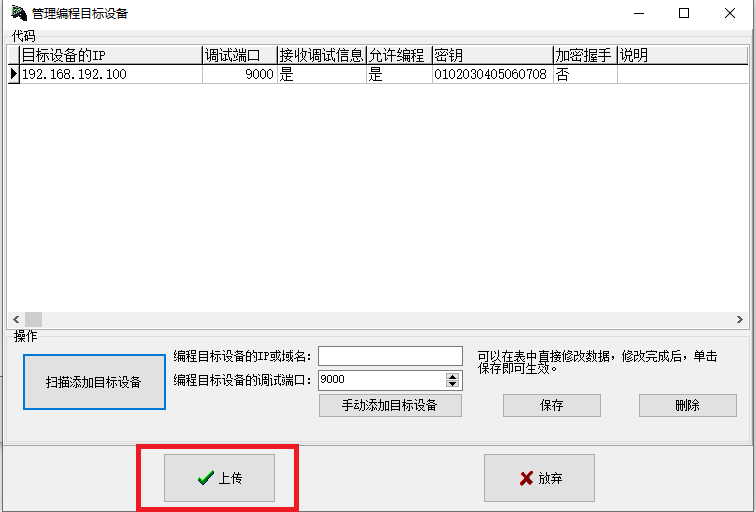 管理编程目标设备
代码
目标设备的IP 调试端口 接收调试信息 允许编程 密钥 加密握手 说明
192.168.192.100 9000 是 是 0102030405060708 否
操作
扫描添加目标设备
编程目标设备的IP或域名:
编程目标设备的调试端口: 9000
手动添加目标设备
可以在表中直接修改数据，修改完成后，单击
保存即可生效。
保存
删除
上传
放弃